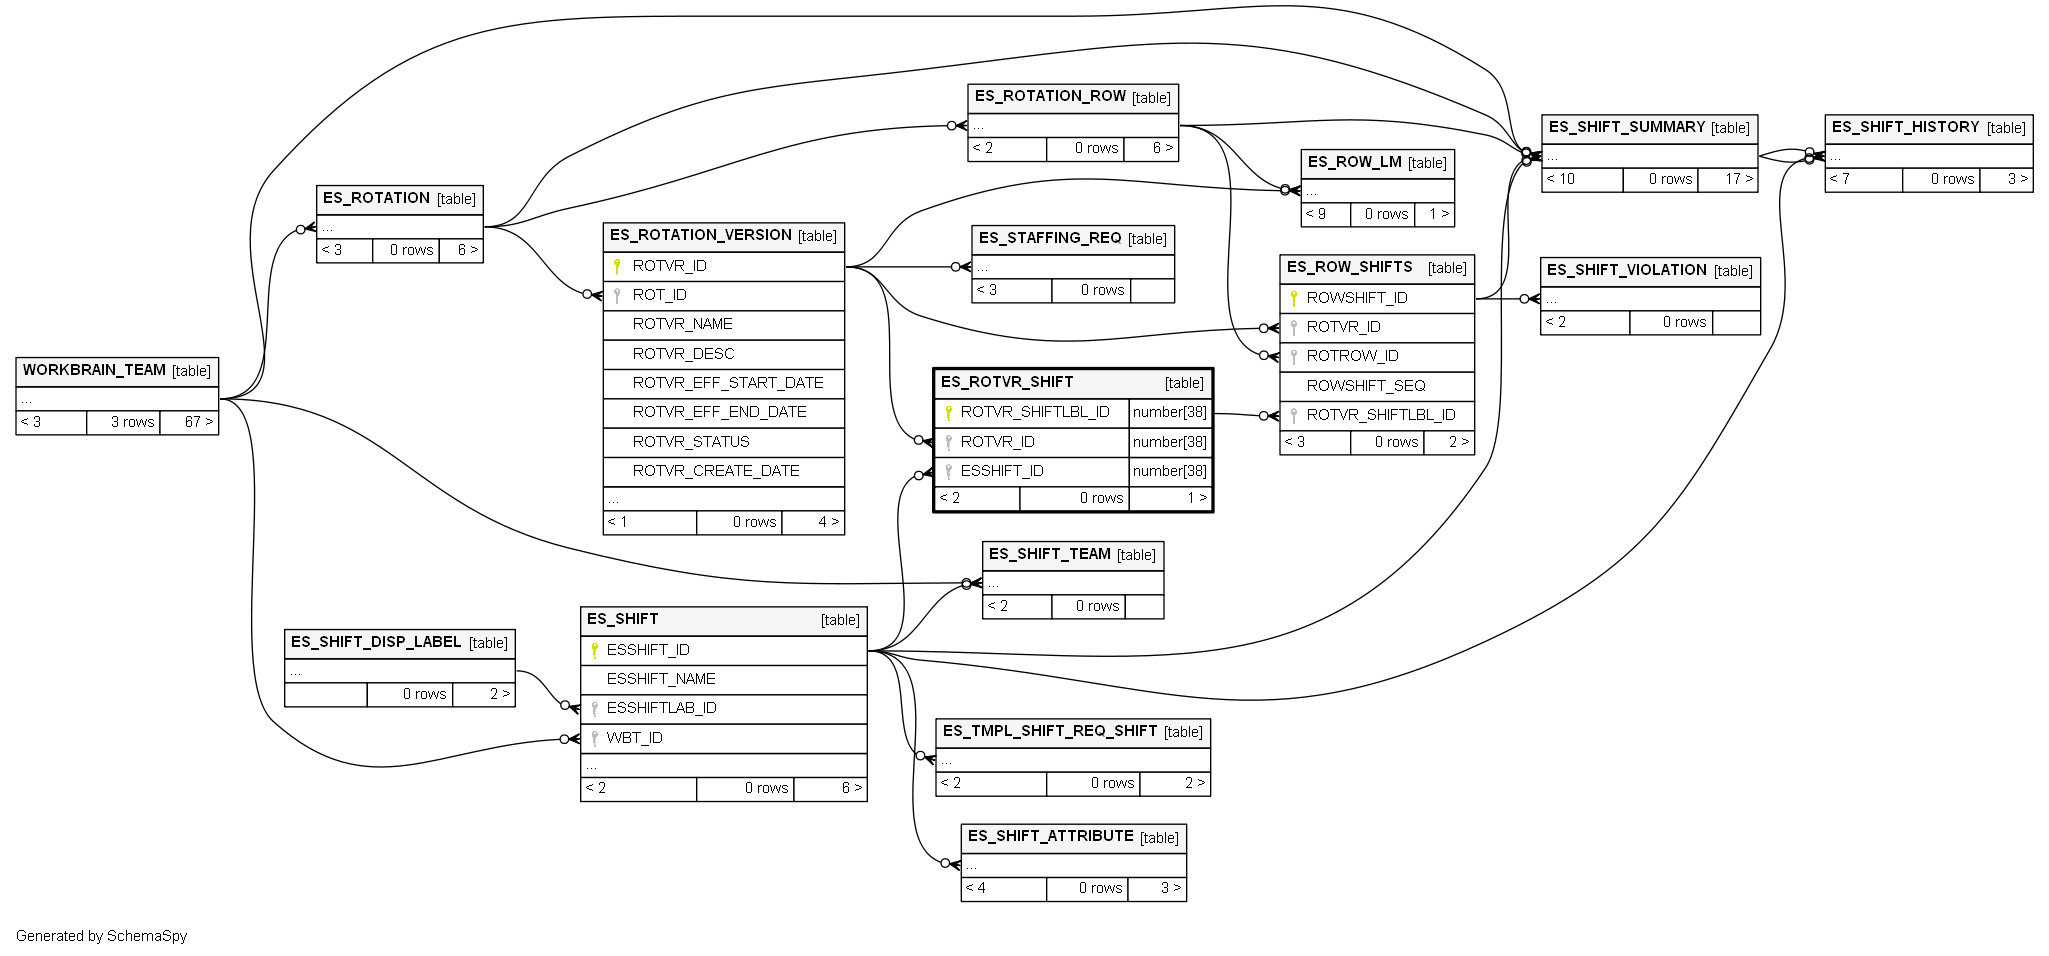 ES_ROTATION_ROW [table]
...
< 2 0 rows 6 >
ES_SHIFT_SUMMARY [table]
...
< 10 0 rows 17 >
ES_SHIFT_HISTORY [table]
...
< 7 0 rows 3 >
ES_ROW_LM [table]
...
< 9 0 rows 1 >
ES_ROTATION [table]
...
< 3 0 rows 6 >
ES_ROTATION_VERSION [table]
ROTVR_ID
ROT_ID
ROTVR_NAME
ROTVR_DESC
ROTVR_EFF_START_DATE
ROTVR_EFF_END_DATE
ROTVR_STATUS
ROTVR_CREATE_DATE
...
< 1 0 rows 4 >
ES_STAFFING_REQ [table]
...
< 3 0 rows
ES_ROW_SHIFTS [table]
ROWSHIFT_ID
ROTVR_ID
ROTROW_ID
ROWSHIFT_SEQ
ROTVR_SHIFTLBL_ID
< 3 0 rows 2 >
ES_SHIFT_VIOLATION [table]
...
< 2 0 rows
WORKBRAIN_TEAM [table]
...
< 3 3 rows 67 >
ES_ROTVR_SHIFT [table]
ROTVR_SHIFTLBL_ID number[38]
ROTVR_ID number[38]
ESSHIFT_ID number[38]
< 2 0 rows 1 >
ES_SHIFT_TEAM [table]
...
< 2 0 rows
ES_SHIFT_DISP_LABEL [table]
...
0 rows 2 >
ES_SHIFT [table]
ESSHIFT_ID
ESSHIFT_NAME
ESSHIFTLAB_ID
WBT_ID
...
< 2 0 rows 6 >
ES_TMPL_SHIFT_REQ_SHIFT [table]
...
< 2 0 rows 2 >
ES_SHIFT_ATTRIBUTE [table]
...
< 4 0 rows 3 >
Generated by SchemaSpy